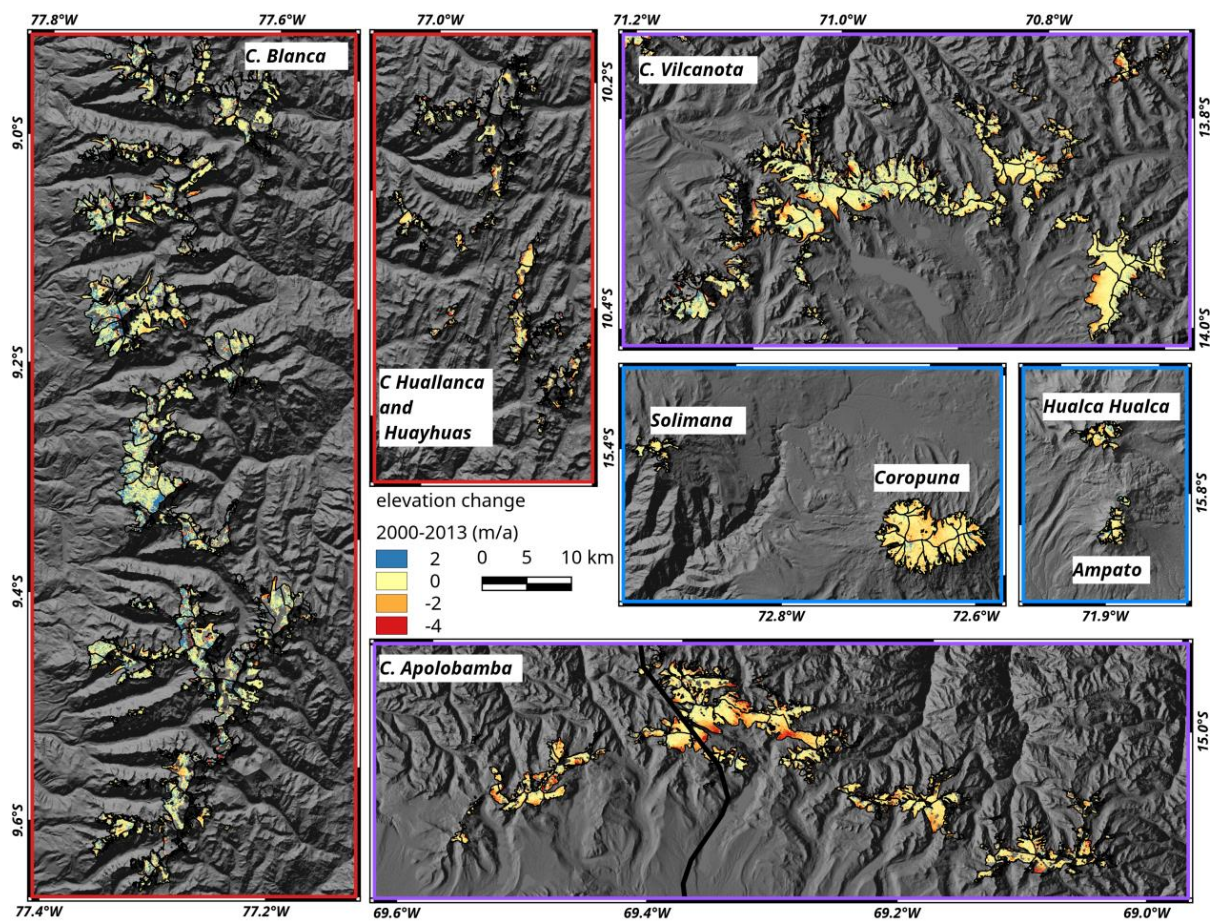 77.8°W
77.6°W
77.0°W
71.2°W
71.0°W
70.8°W
C. Blanca
C. Vilcanota
10.2°S
13.8°S
9.0°S
10.4°S
14.0°S
9.2°S
C Huallanca
and
Huayhuas
Solimana
Hualca Hualca
15.4°S
Coropuna
15.8°S
elevation change
2000-2013 (m/a)
2
0
-2
-4
0 5 10 km
Ampato
9.4°S
72.8°W
72.6°W
71.9°W
C. Apolobamba
15.0°S
9.6°S
77.4°W
77.2°W
69.6°W
69.4°W
69.2°W
69.0°W